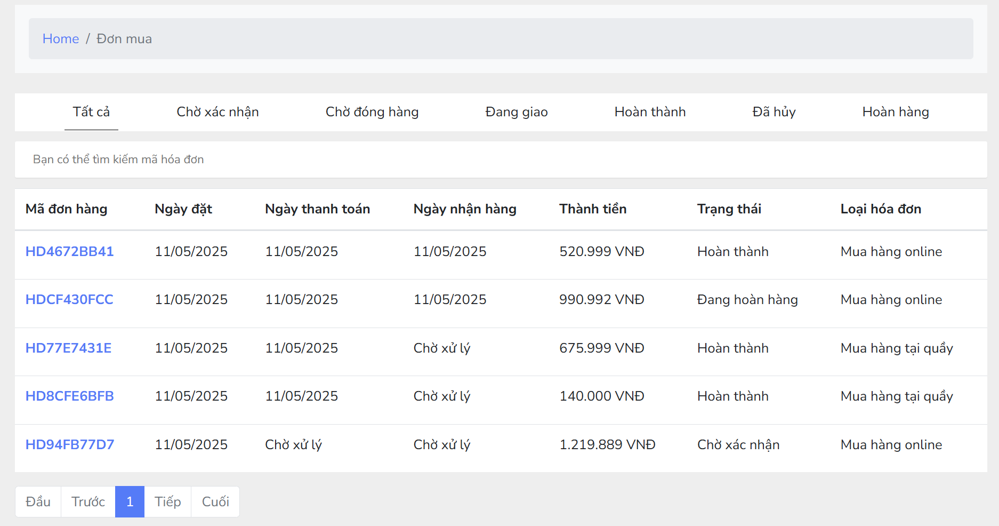 Home / Đơn mua
Tất cả Chờ xác nhận Chờ đóng hàng Đang giao Hoàn thành Đã hủy Hoàn hàng
Bạn có thể tìm kiếm mã hóa đơn
Mã đơn hàng Ngày đặt Ngày thanh toán Ngày nhận hàng Thành tiền Trạng thái Loại hóa đơn
HD4672BB41 11/05/2025 11/05/2025 11/05/2025 520.999 VNĐ Hoàn thành Mua hàng online
HDCF430FCC 11/05/2025 11/05/2025 11/05/2025 990.992 VNĐ Đang hoàn hàng Mua hàng online
HD77E7431E 11/05/2025 11/05/2025 Chờ xử lý 675.999 VNĐ Hoàn thành Mua hàng tại quầy
HD8CFE6BFB 11/05/2025 11/05/2025 Chờ xử lý 140.000 VNĐ Hoàn thành Mua hàng tại quầy
HD94FB77D7 11/05/2025 Chờ xử lý Chờ xử lý 1.219.889 VNĐ Chờ xác nhận Mua hàng online
Đầu Trước 1 Tiếp Cuối